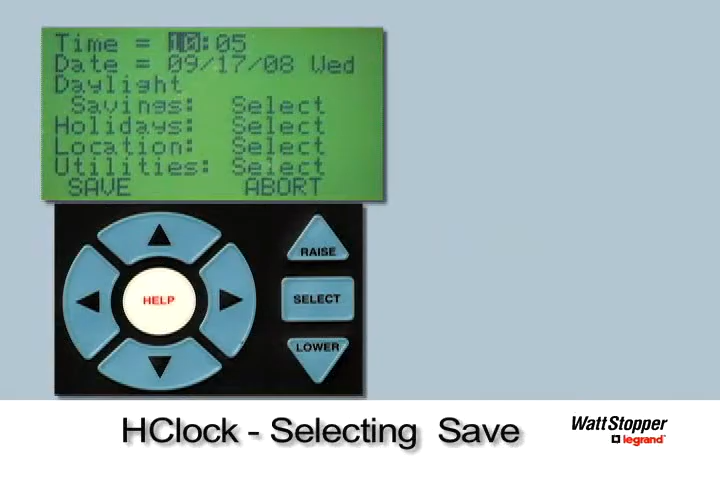 Time = 10:05
Date = 09/17/08 Wed
Daylight
Savings: Select
Holidays: Select
Location: Select
Utilities: Select
SAVE ABORT
RAISE
HELP
SELECT
LOWER
HClock - Selecting Save
WattStopper
legrand